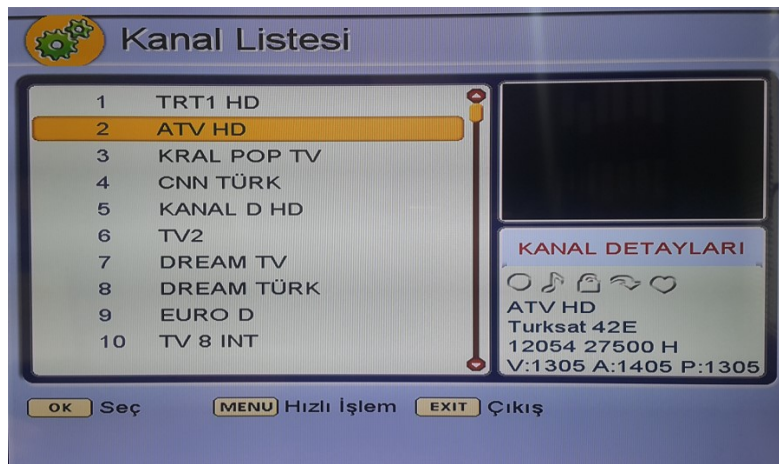 Kanal Listesi
1 TRT1 HD
2 ATV HD
3 KRAL POP TV
4 CNN TÜRK
5 KANAL D HD
6 TV2
7 DREAM TV
8 DREAM TÜRK
9 EURO D
10 TV 8 INT
KANAL DETAYLARI
ATV HD
Turksat 42E
12054 27500 H
V:1305 A:1405 P:1305
OK Seç MENU Hızlı İşlem EXIT Çıkış